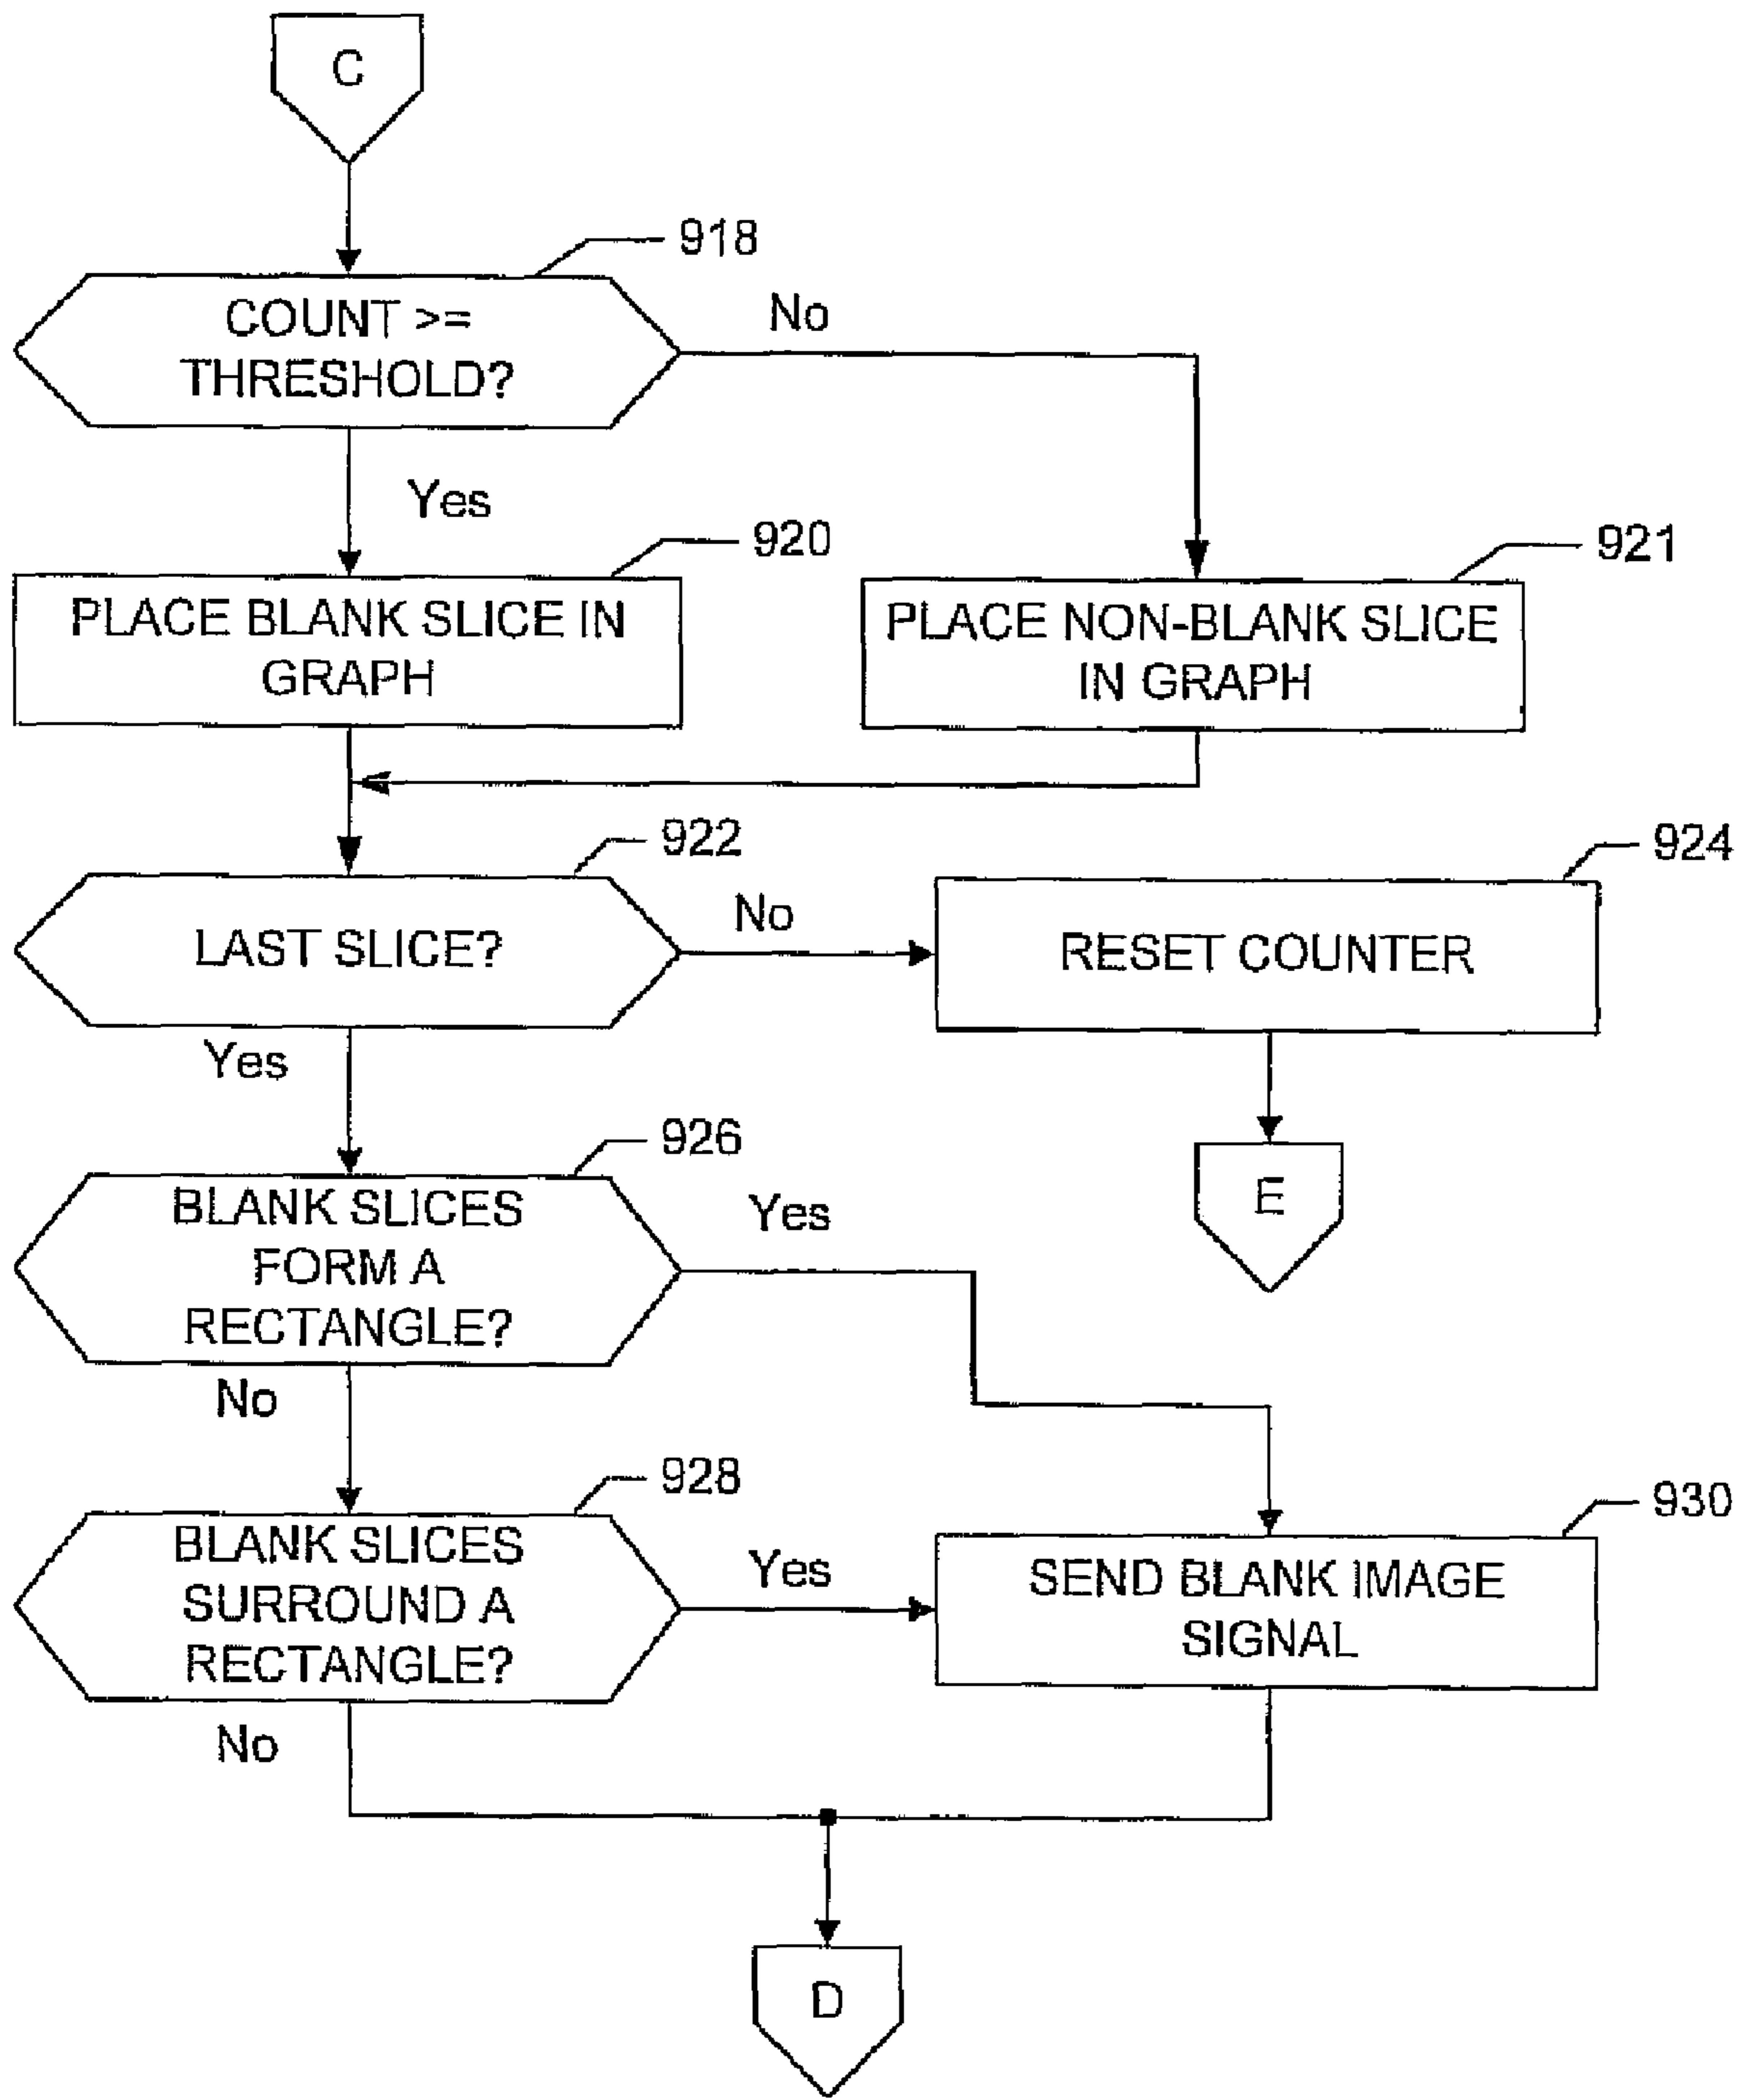 C
918
COUNT >=
THRESHOLD?
No
Yes
920
PLACE BLANK SLICE IN
GRAPH
921
PLACE NON-BLANK SLICE
IN GRAPH
922
LAST SLICE?
No
924
RESET COUNTER
Yes
E
926
BLANK SLICES
FORM A
RECTANGLE?
Yes
No
928
BLANK SLICES
SURROUND A
RECTANGLE?
Yes
930
SEND BLANK IMAGE
SIGNAL
No
D